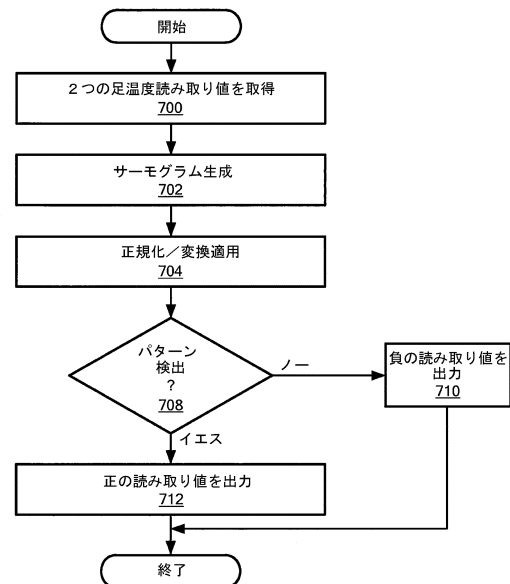 開始
2つの足温度読み取り値を取得
700
サーモグラム生成
702
正規化／変換適用
704
パターン
検出
?
708
ノー
負の読み取り値を
出力
710
イエス
正の読み取り値を出力
712
終了